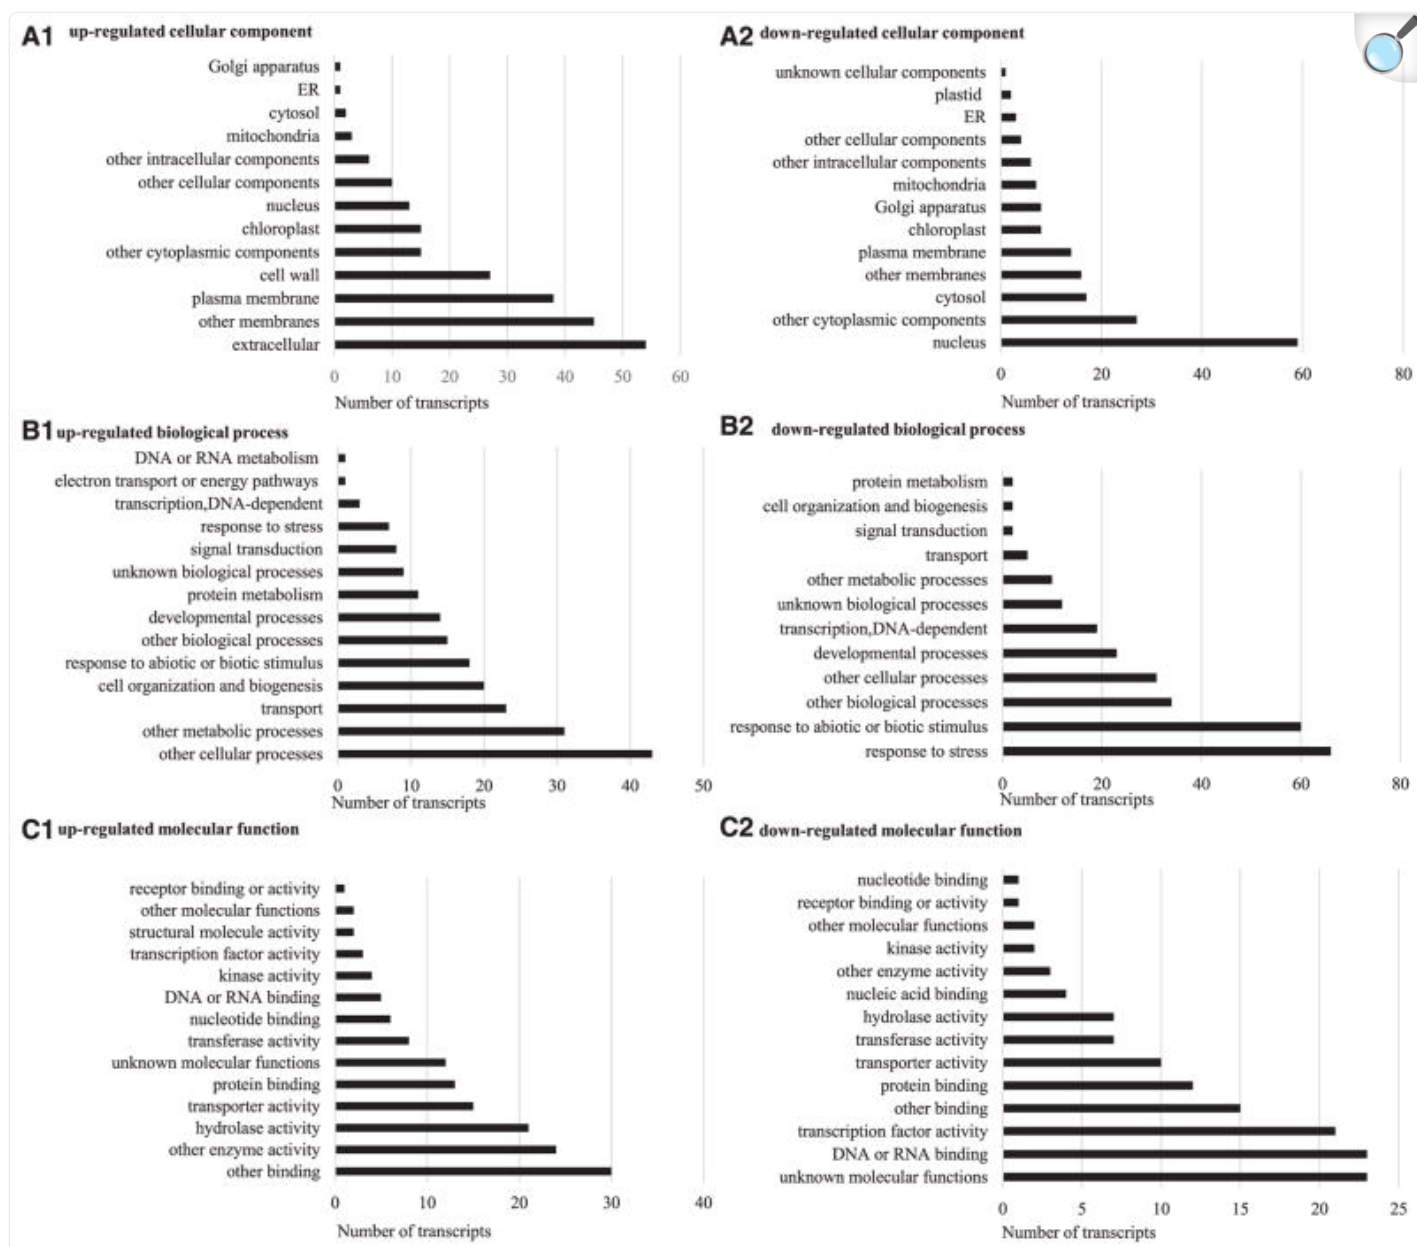 A1 up-regulated cellular component
Golgi apparatus
ER
cytosol
mitochondria
other intracellular components
other cellular components
nucleus
chloroplast
other cytoplasmic components
cell wall
plasma membrane
other membranes
extracellular
0 10 20 30 40 50 60
Number of transcripts
A2 down-regulated cellular component
unknown cellular components
plastid
ER
other cellular components
other intracellular components
mitochondria
Golgi apparatus
chloroplast
plasma membrane
other membranes
cytosol
other cytoplasmic components
nucleus
0 20 40 60 80
Number of transcripts
B1 up-regulated biological process
DNA or RNA metabolism
electron transport or energy pathways
transcription,DNA-dependent
response to stress
signal transduction
unknown biological processes
protein metabolism
developmental processes
other biological processes
response to abiotic or biotic stimulus
cell organization and biogenesis
transport
other metabolic processes
other cellular processes
0 10 20 30 40 50
Number of transcripts
B2 down-regulated biological process
protein metabolism
cell organization and biogenesis
signal transduction
transport
other metabolic processes
unknown biological processes
transcription,DNA-dependent
developmental processes
other cellular processes
other biological processes
response to abiotic or biotic stimulus
response to stress
0 20 40 60 80
Number of transcripts
C1 up-regulated molecular function
receptor binding or activity
other molecular functions
structural molecule activity
transcription factor activity
kinase activity
DNA or RNA binding
nucleotide binding
transferase activity
unknown molecular functions
protein binding
transporter activity
hydrolase activity
other enzyme activity
other binding
0 10 20 30 40
Number of transcripts
C2 down-regulated molecular function
nucleotide binding
receptor binding or activity
other molecular functions
kinase activity
other enzyme activity
nucleic acid binding
hydrolase activity
transferase activity
transporter activity
protein binding
other binding
transcription factor activity
DNA or RNA binding
unknown molecular functions
0 5 10 15 20 25
Number of transcripts